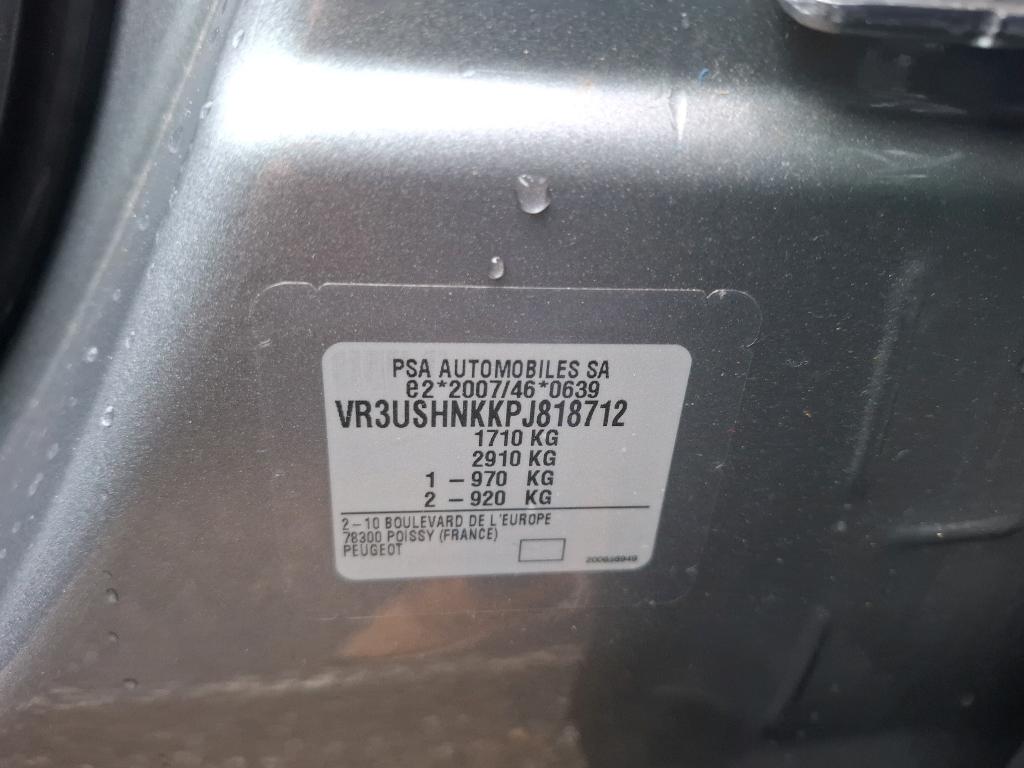 PSA AUTOMOBILES SA
e2*2007/46*0639
VR3USHNKKPJ818712
1710 KG
2910 KG
1 – 970 KG
2 – 920 KG
2–10 BOULEVARD DE L'EUROPE
78300 POISSY (FRANCE)
PEUGEOT